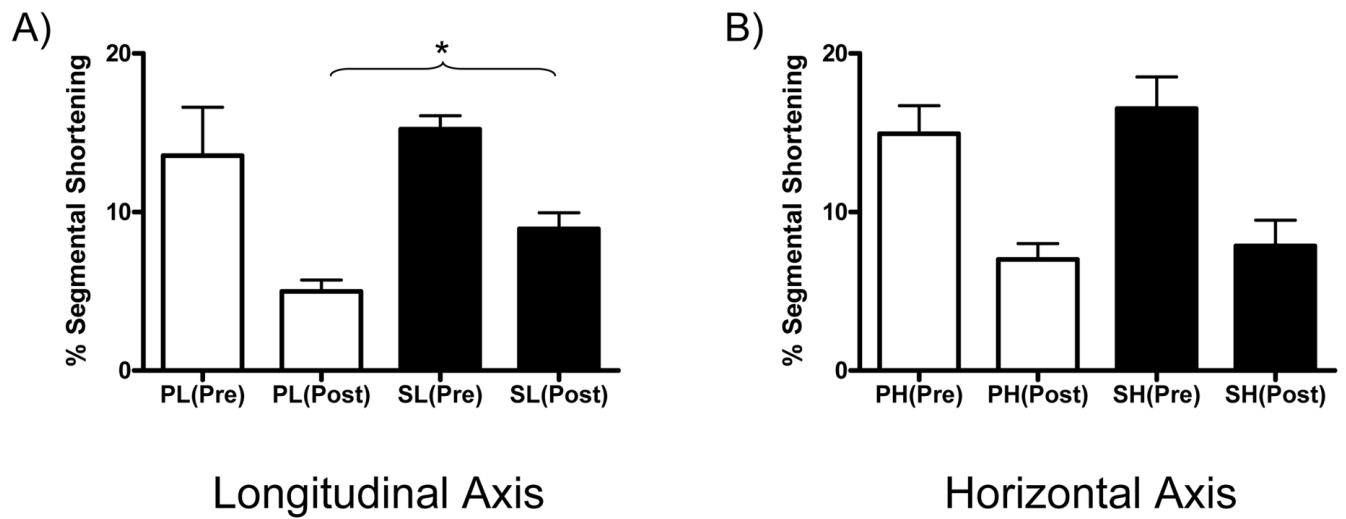 A)
% Segmental Shortening
20
10
0
*
PL(Pre) PL(Post) SL(Pre) SL(Post)
Longitudinal Axis
B)
% Segmental Shortening
20
10
0
PH(Pre) PH(Post) SH(Pre) SH(Post)
Horizontal Axis